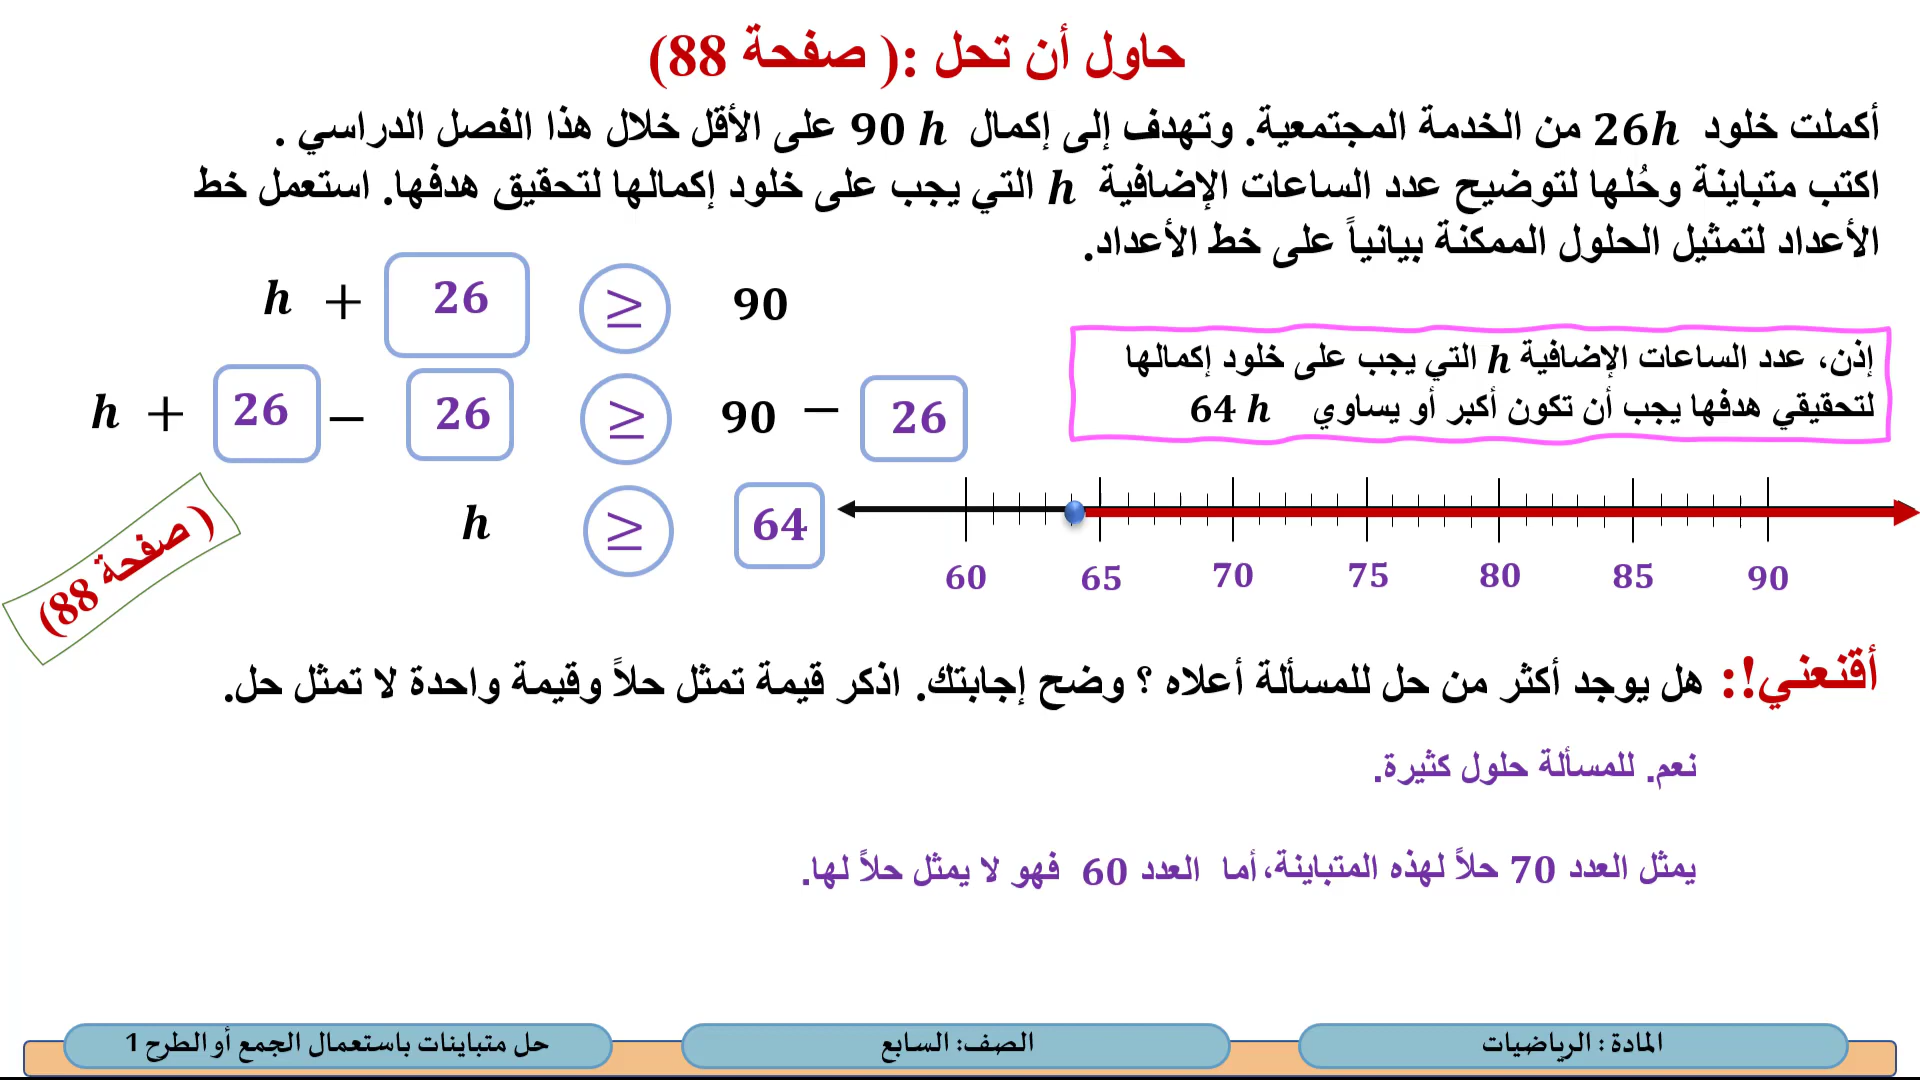 حاول أن تحل :( صفحة 88)
أكملت خلود 26h من الخدمة المجتمعية. وتهدف إلى إكمال 90 h على الأقل خلال هذا الفصل الدراسي .
اكتب متباينة وحُلها لتوضيح عدد الساعات الإضافية h التي يجب على خلود إكمالها لتحقيق هدفها. استعمل خط
الأعداد لتمثيل الحلول الممكنة بيانياً على خط الأعداد.
h + 26 ≥ 90
h + 26 − 26 ≥ 90 − 26
h ≥ 64
إذن، عدد الساعات الإضافية h التي يجب على خلود إكمالها
لتحقيقي هدفها يجب أن تكون أكبر أو يساوي 64 h
60 65 70 75 80 85 90
( صفحة 88)
أقنعني!: هل يوجد أكثر من حل للمسألة أعلاه ؟ وضح إجابتك. اذكر قيمة تمثل حلاً وقيمة واحدة لا تمثل حل.
نعم. للمسألة حلول كثيرة.
يمثل العدد 70 حلاً لهذه المتباينة، أما العدد 60 فهو لا يمثل حلاً لها.
المادة : الرياضيات
الصف: السابع
حل متباينات باستعمال الجمع أو الطرح 1